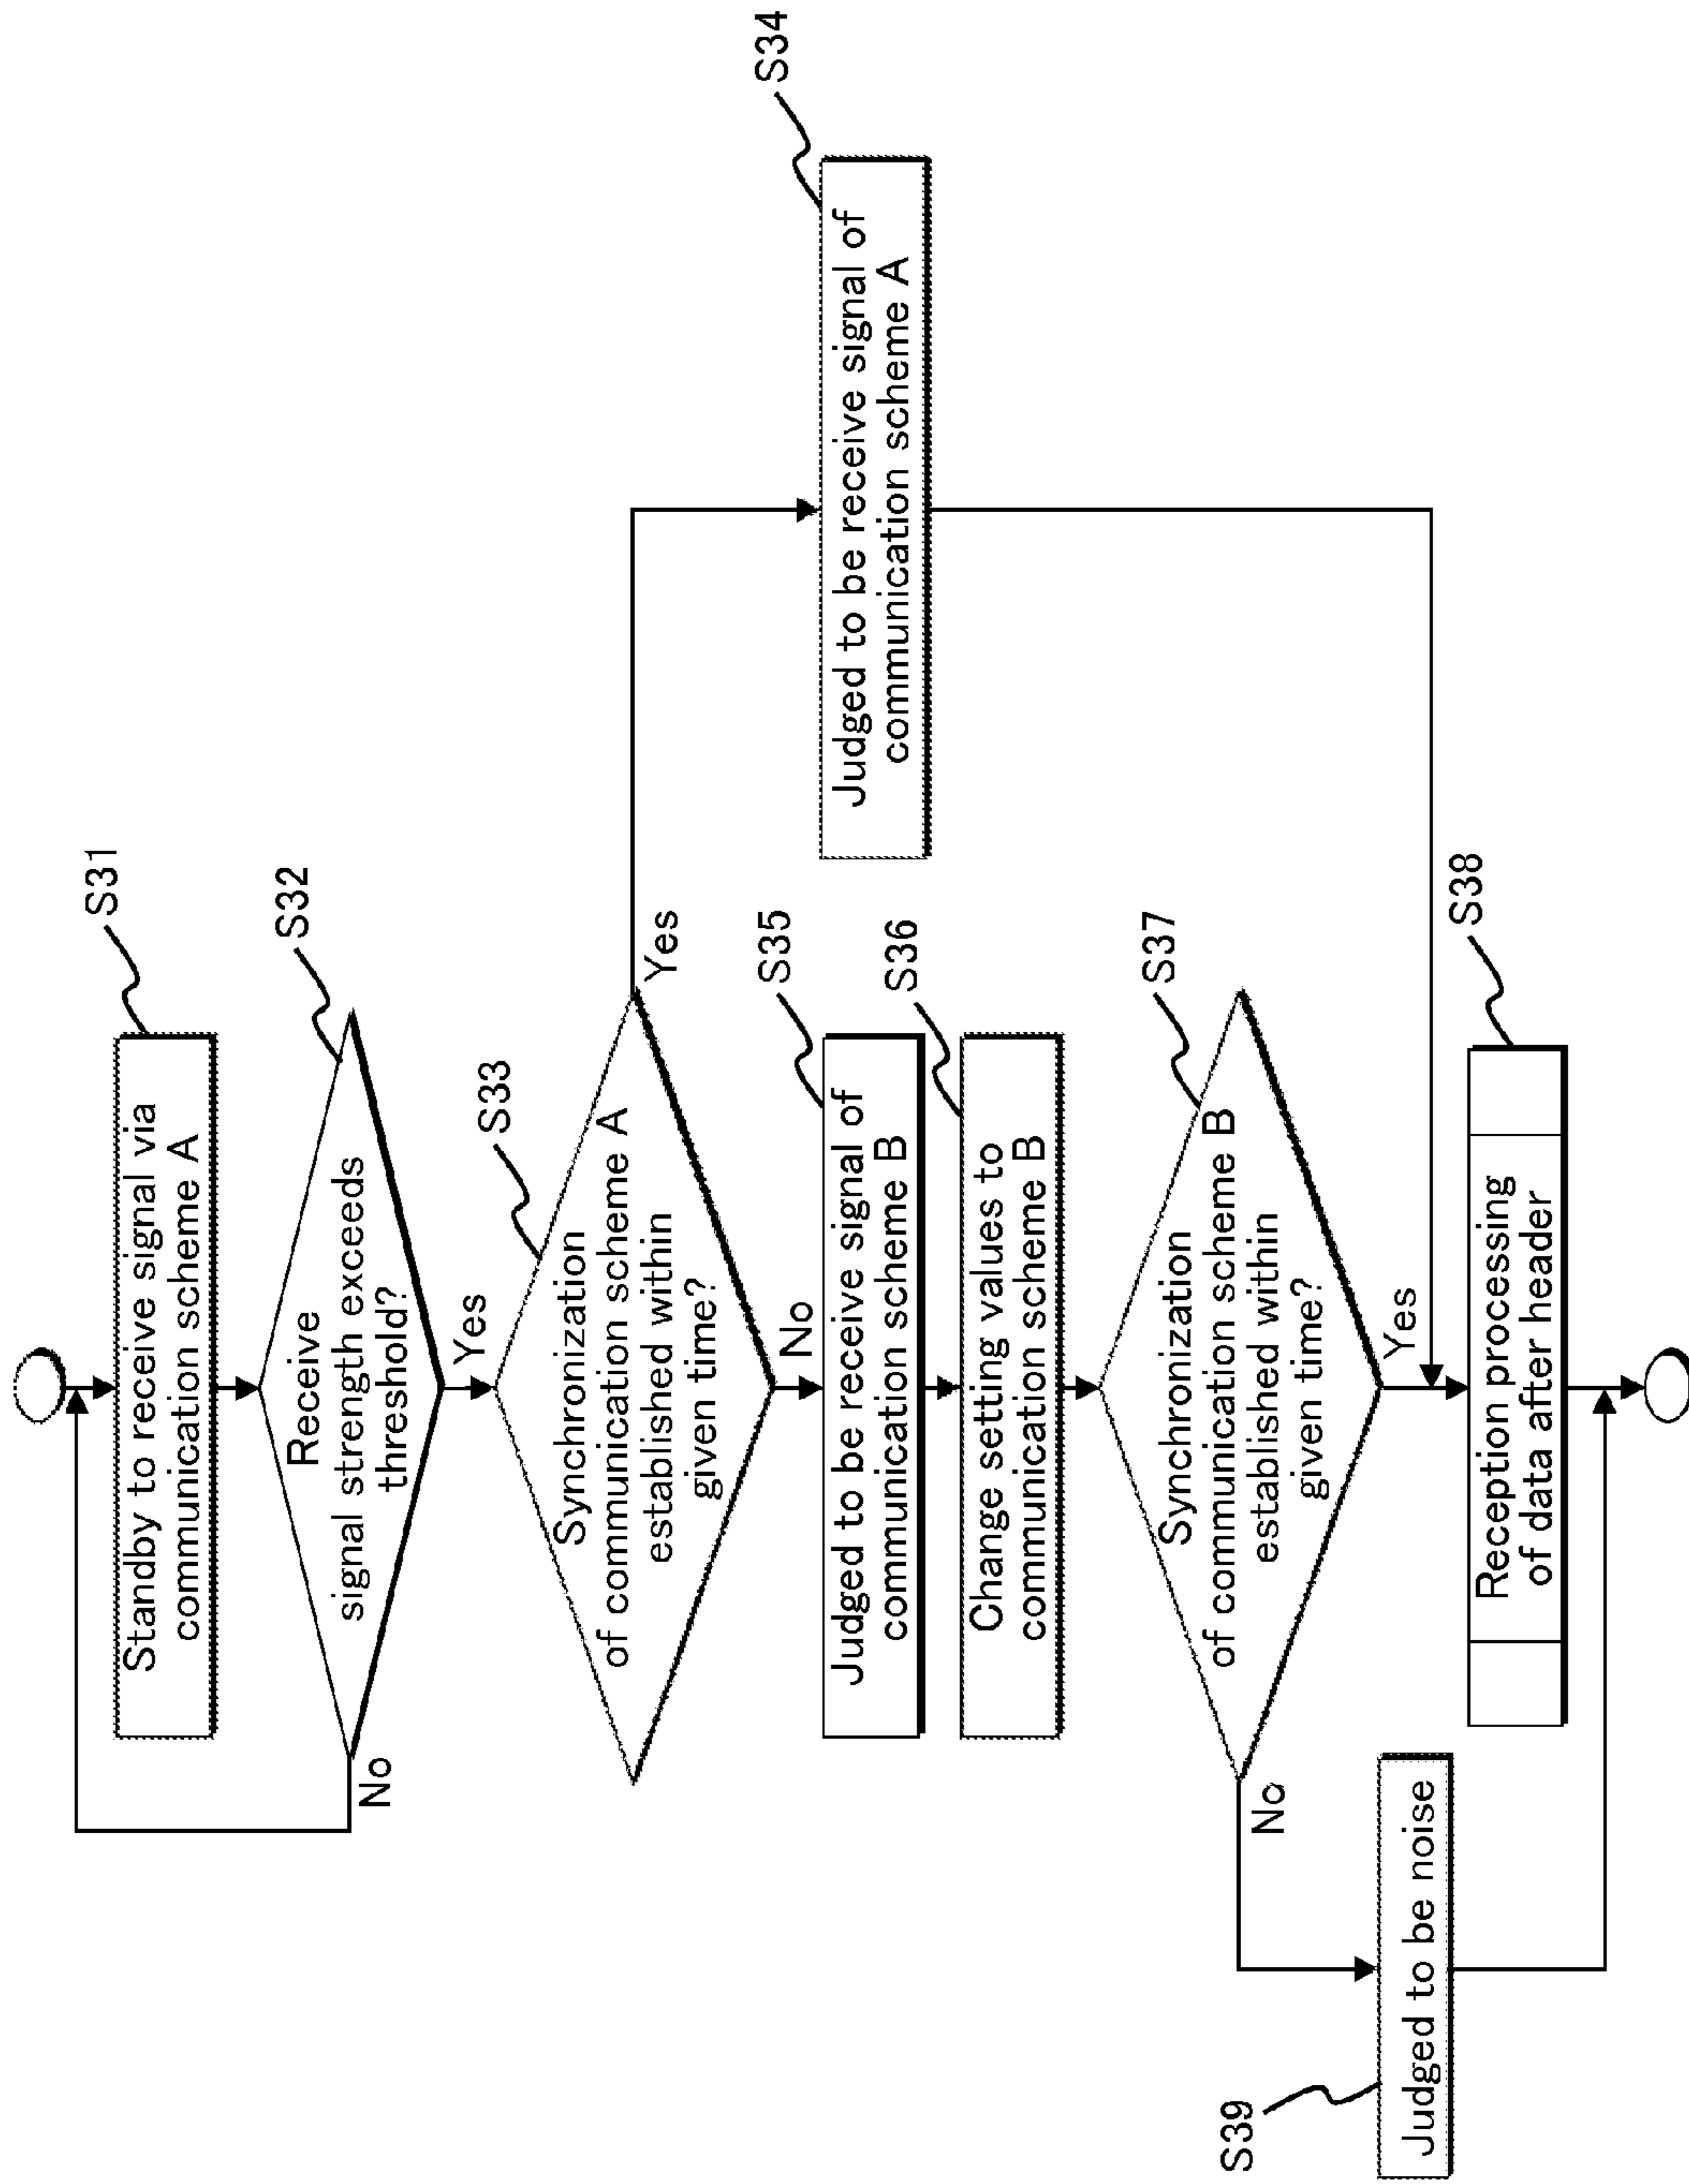 S31
Standby to receive signal via
communication scheme A
S32
Receive
signal strength exceeds
threshold?
No
Yes
S33
Synchronization
of communication scheme A
established within
given time?
Yes
No
S34
Judged to be receive signal of
communication scheme A
S35
Judged to be receive signal of
communication scheme B
S36
Change setting values to
communication scheme B
S37
Synchronization
of communication scheme B
established within
given time?
No
Yes
S39
Judged to be noise
S38
Reception processing
of data after header